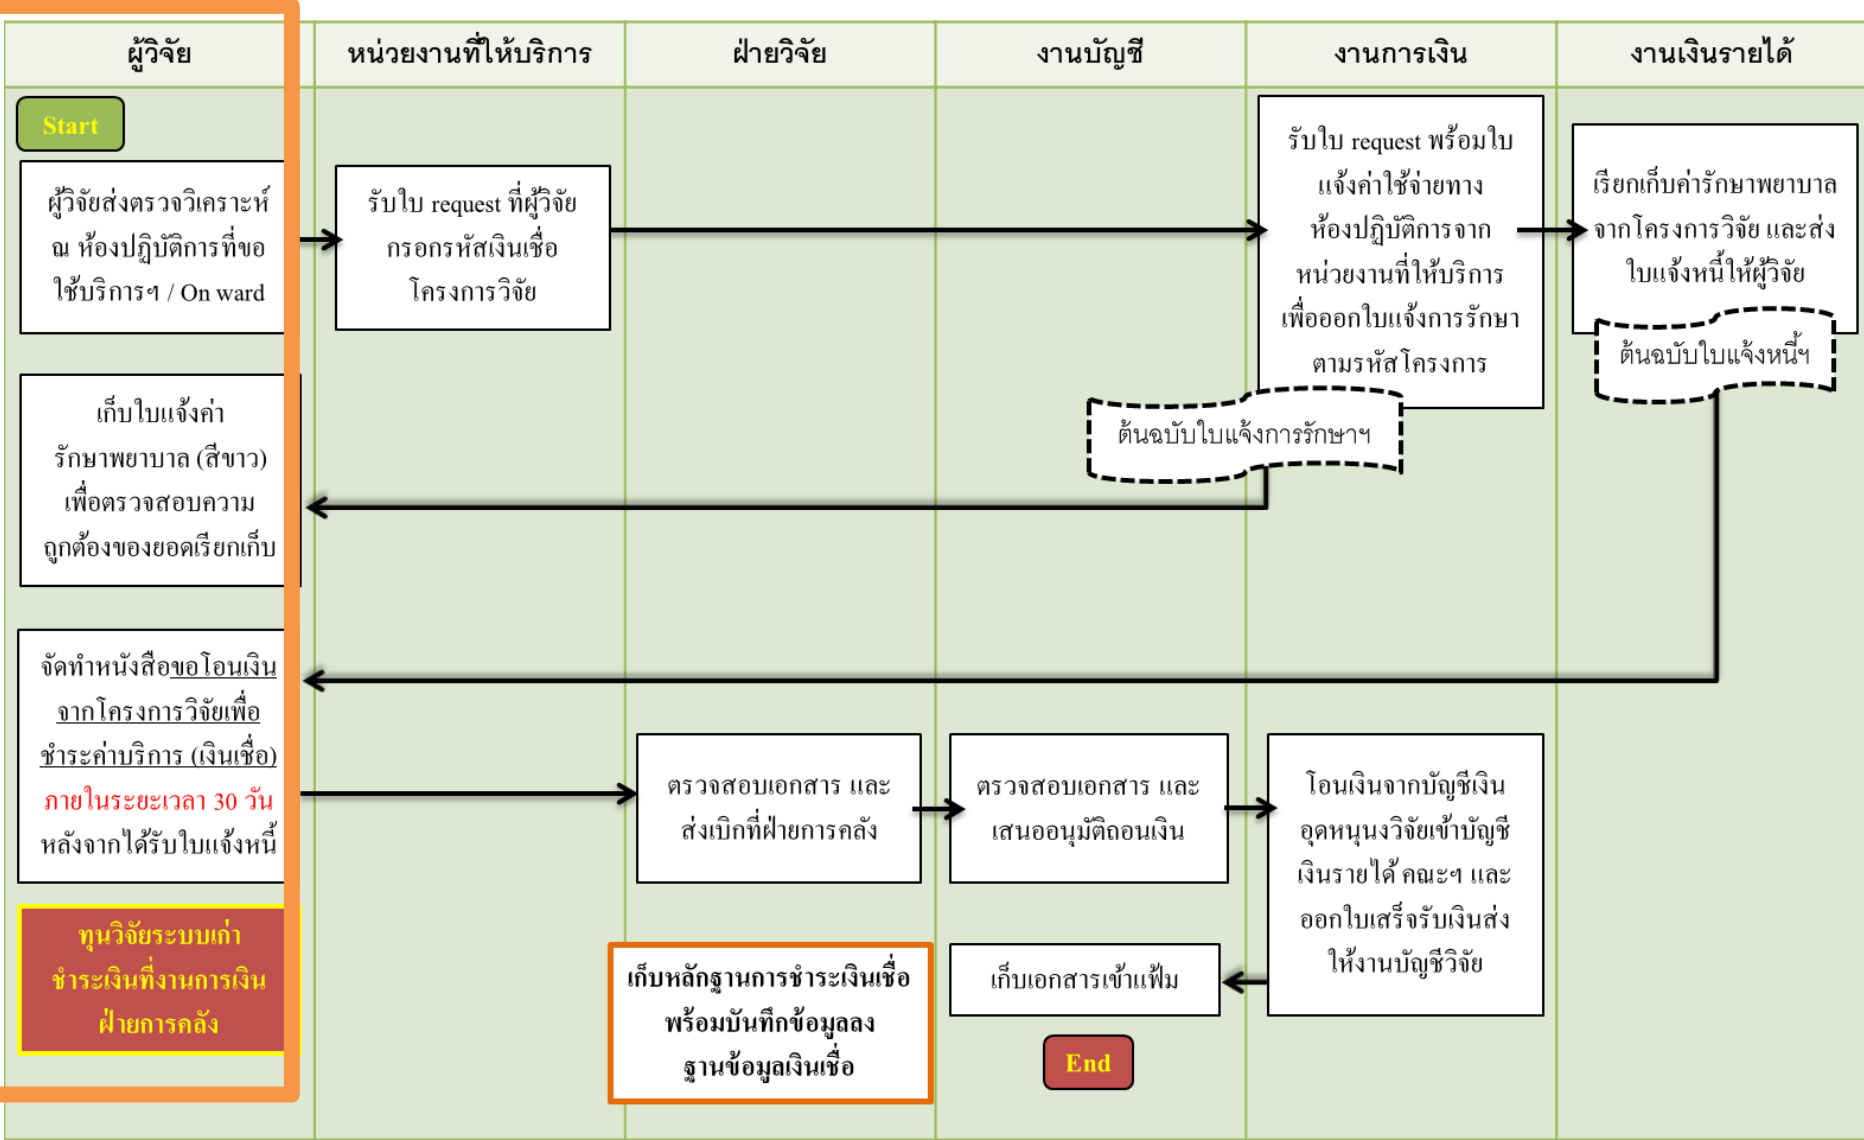 ผู้วิจัย
หน่วยงานที่ให้บริการ
ฝ่ายวิจัย
งานบัญชี
งานการเงิน
งานเงินรายได้
Start
ผู้วิจัยส่งตรวจวิเคราะห์
ณ ห้องปฏิบัติการที่ขอ
ใช้บริการฯ / On ward
รับใบ request ที่ผู้วิจัย
กรอกรหัสเงินเชื่อ
โครงการวิจัย
รับใบ request พร้อมใบ
แจ้งค่าใช้จ่ายทาง
ห้องปฏิบัติการจาก
หน่วยงานที่ให้บริการ
เพื่อออกใบแจ้งการรักษา
ตามรหัสโครงการ
เรียกเก็บค่ารักษาพยาบาล
จากโครงการวิจัย และส่ง
ใบแจ้งหนี้ให้ผู้วิจัย
ต้นฉบับใบแจ้งหนี้ฯ
ต้นฉบับใบแจ้งการรักษาฯ
เก็บใบแจ้งค่า
รักษาพยาบาล (สีขาว)
เพื่อตรวจสอบความ
ถูกต้องของยอดเรียกเก็บ
จัดทำหนังสือขอโอนเงิน
จากโครงการวิจัยเพื่อ
ชำระค่าบริการ (เงินเชื่อ)
ภายในระยะเวลา 30 วัน
หลังจากได้รับใบแจ้งหนี้
ตรวจสอบเอกสาร และ
ส่งเบิกที่ฝ่ายการคลัง
ตรวจสอบเอกสาร และ
เสนออนุมัติถอนเงิน
โอนเงินจากบัญชีเงิน
อุดหนุนงวิจัยเข้าบัญชี
เงินรายได้ คณะฯ และ
ออกใบเสร็จรับเงินส่ง
ให้งานบัญชีวิจัย
ทุนวิจัยระบบเก่า
ชำระเงินที่งานการเงิน
ฝ่ายการคลัง
เก็บหลักฐานการชำระเงินเชื่อ
พร้อมบันทึกข้อมูลลง
ฐานข้อมูลเงินเชื่อ
เก็บเอกสารเข้าแฟ้ม
End